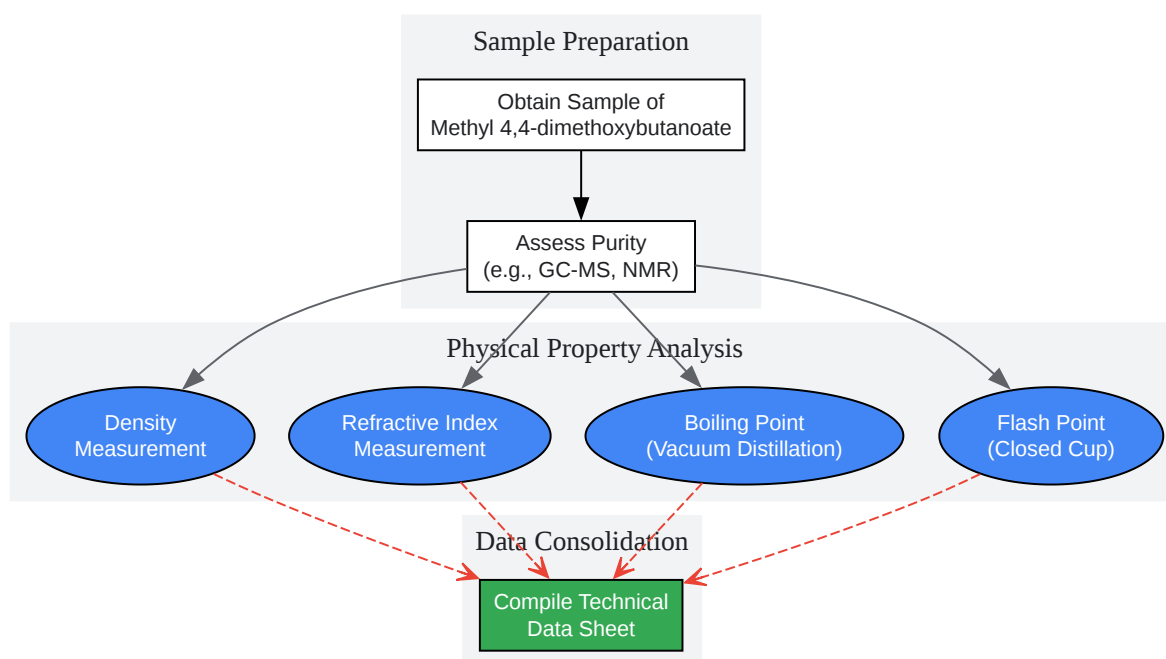 Sample Preparation
Obtain Sample of
Methyl 4,4-dimethoxybutanoate
Assess Purity
(e.g., GC-MS, NMR)
Physical Property Analysis
Density
Measurement
Refractive Index
Measurement
Boiling Point
(Vacuum Distillation)
Flash Point
(Closed Cup)
Data Consolidation
Compile Technical
Data Sheet